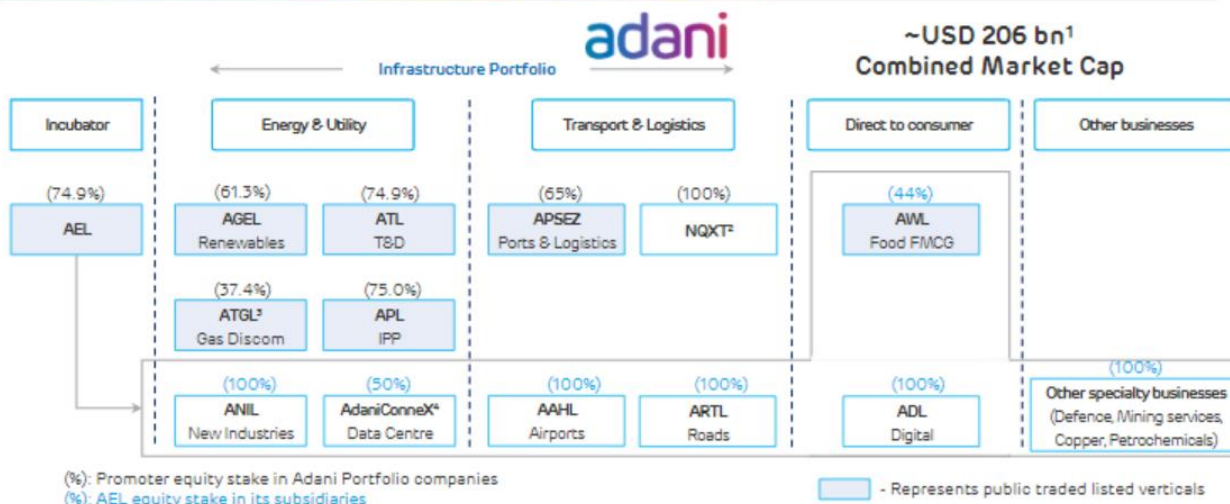 adani
~USD 206 bn¹
Combined Market Cap
Infrastructure Portfolio
Incubator
Energy & Utility
Transport & Logistics
Direct to consumer
Other businesses
(74.9%)
AEL
(61.3%)
AGEL
Renewables
(74.9%)
ATL
T&D
(65%)
APSEZ
Ports & Logistics
(100%)
NQXT²
(44%)
AWL
Food FMCG
(37.4%)
ATGL³
Gas Discom
(75.0%)
APL
IPP
(100%)
ANIL
New Industries
(50%)
AdaniConneX⁴
Data Centre
(100%)
AAHL
Airports
(100%)
ARTL
Roads
(100%)
ADL
Digital
(100%)
Other specialty businesses
(Defence, Mining services,
Copper, Petrochemicals)
(%): Promoter equity stake in Adani Portfolio companies
(%): AEL equity stake in its subsidiaries
- Represents public traded listed verticals